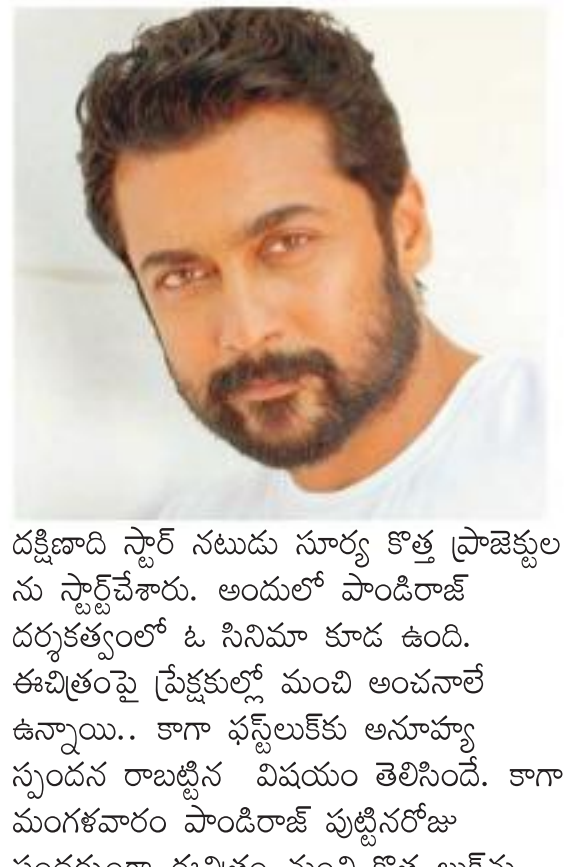 దక్షిణాది స్టార్ నటుడు సూర్య కొత్త ప్రాజెక్టుల
ను స్టార్ట్‌చేశారు. అందులో పాండిరాజ్
దర్శకత్వంలో ఓ సినిమా కూడ ఉంది.
ఈచిత్రంపై ప్రేక్షకుల్లో మంచి అంచనాలే
ఉన్నాయి.. కాగా ఫస్ట్‌లుక్‌కు అనూహ్య
స్పందన రాబట్టిన విషయం తెలిసిందే. కాగా
మంగళవారం పాండిరాజ్ పుట్టినరోజు